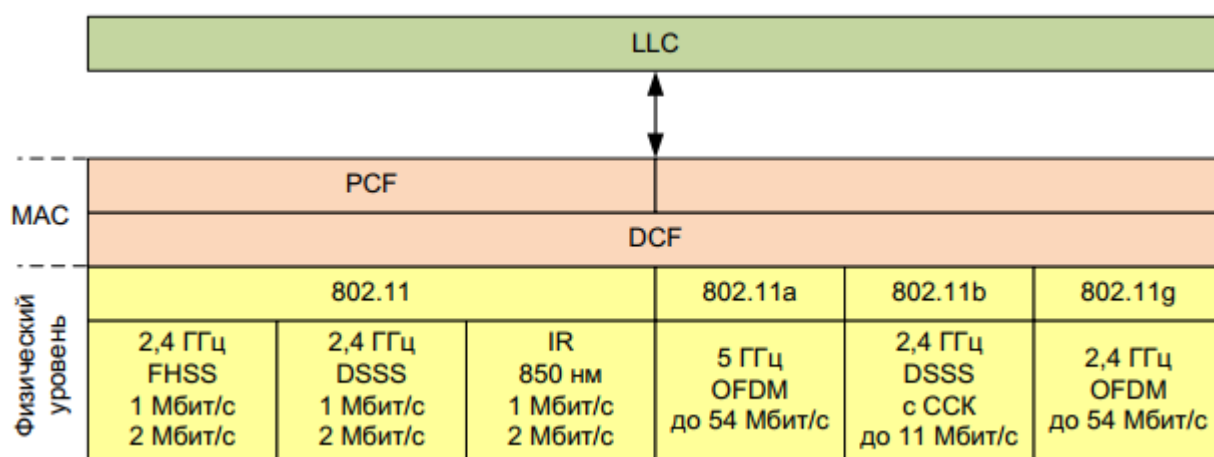 LLC
MAC
PCF
DCF
Физический
уровень
802.11
802.11a
802.11b
802.11g
2,4 ГГц
FHSS
1 Мбит/с
2 Мбит/с
2,4 ГГц
DSSS
1 Мбит/с
2 Мбит/с
IR
850 нм
1 Мбит/с
2 Мбит/с
5 ГГц
OFDM
до 54 Мбит/с
2,4 ГГц
DSSS
с CCK
до 11 Мбит/с
2,4 ГГц
OFDM
до 54 Мбит/с